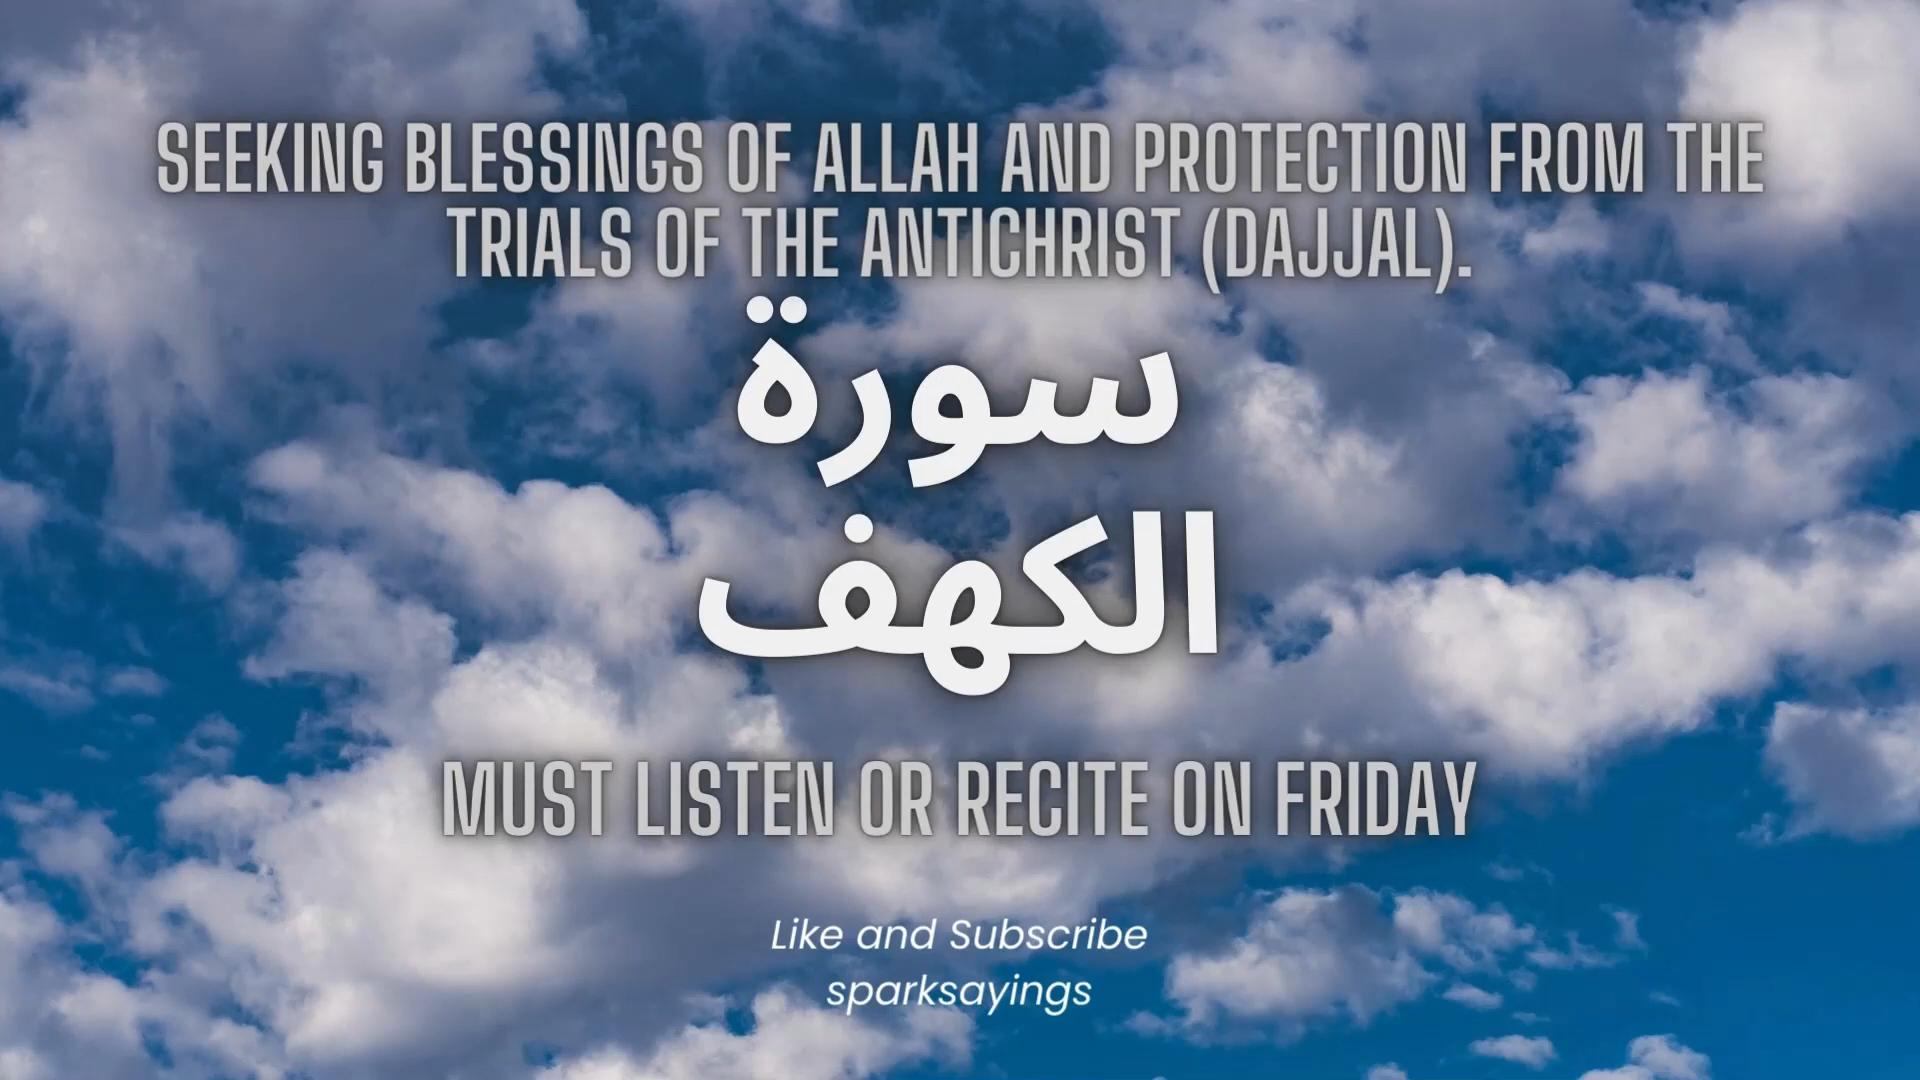 SEEKING BLESSINGS OF ALLAH AND PROTECTION FROM THE
TRIALS OF THE ANTICHRIST (DAJJAL).
سورة
الكهف
MUST LISTEN OR RECITE ON FRIDAY
Like and Subscribe
sparksayings